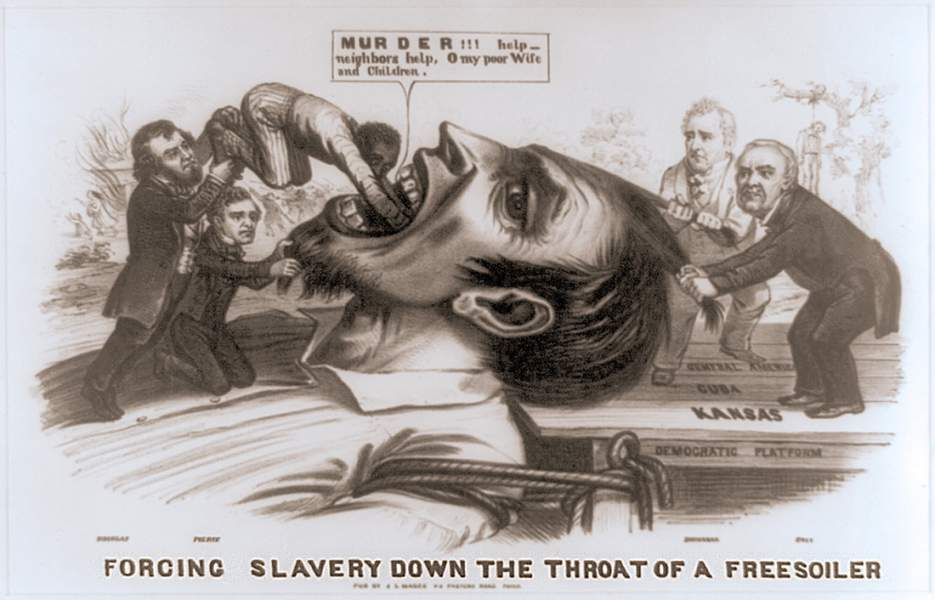 MURDER!!! help—
neighbors help, O my poor Wife
and Children.
CENTRAL AMERICA
CUBA
KANSAS
DEMOCRATIC PLATFORM
DOUGLAS PIERCE BUCHANAN CASS
FORCING SLAVERY DOWN THE THROAT OF A FREESOILER